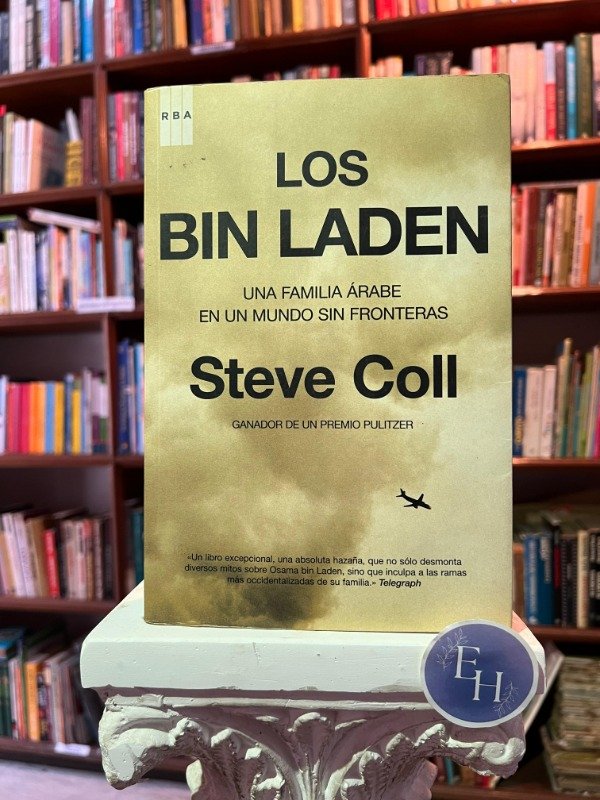 RBA
LOS
BIN LADEN
UNA FAMILIA ÁRABE
EN UN MUNDO SIN FRONTERAS
Steve Coll
GANADOR DE UN PREMIO PULITZER
«Un libro excepcional, una absoluta hazaña, que no sólo desmonta
diversos mitos sobre Osama bin Laden, sino que inculpa a las ramas
más occidentalizadas de su familia.» Telegraph
EH